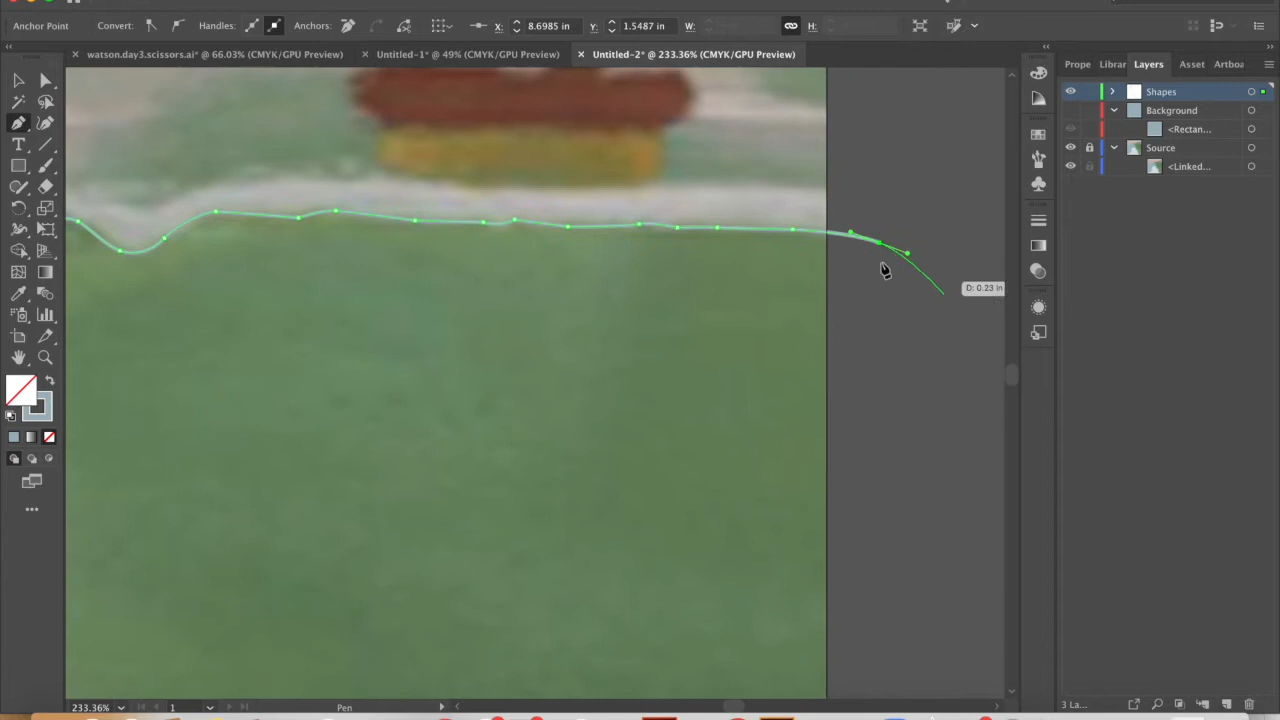 Anchor Point Convert: Handles: Anchors: X: 8.6985 in Y: 1.5487 in W: H:
watson.day3.scissors.ai* @ 66.03% (CMYK/GPU Preview) Untitled-1* @ 49% (CMYK/GPU Preview) Untitled-2* @ 233.36% (CMYK/GPU Preview)
Prope Librar Layers Asset Artboa
Shapes
Background
<Rectan...
Source
<Linked...
D: 0.23 in
233.36% 1 Pen
3 La...